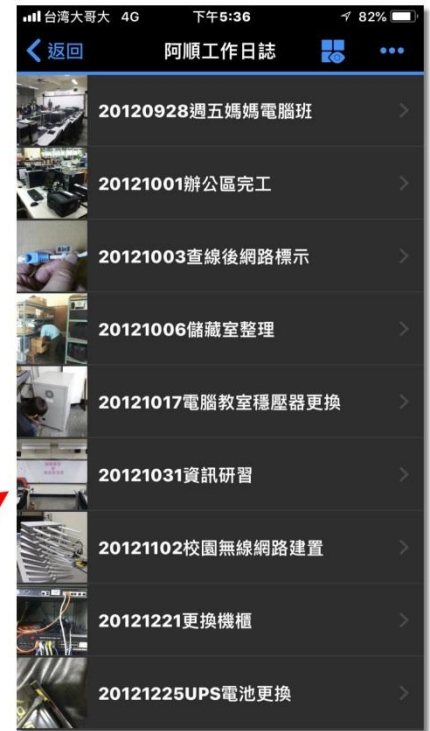 台湾大哥大 4G 下午5:36 82%
返回 阿順工作日誌
20120928週五媽媽電腦班
20121001辦公區完工
20121003查線後網路標示
20121006儲藏室整理
20121017電腦教室穩壓器更換
20121031資訊研習
20121102校園無線網路建置
20121221更換機櫃
20121225UPS電池更換